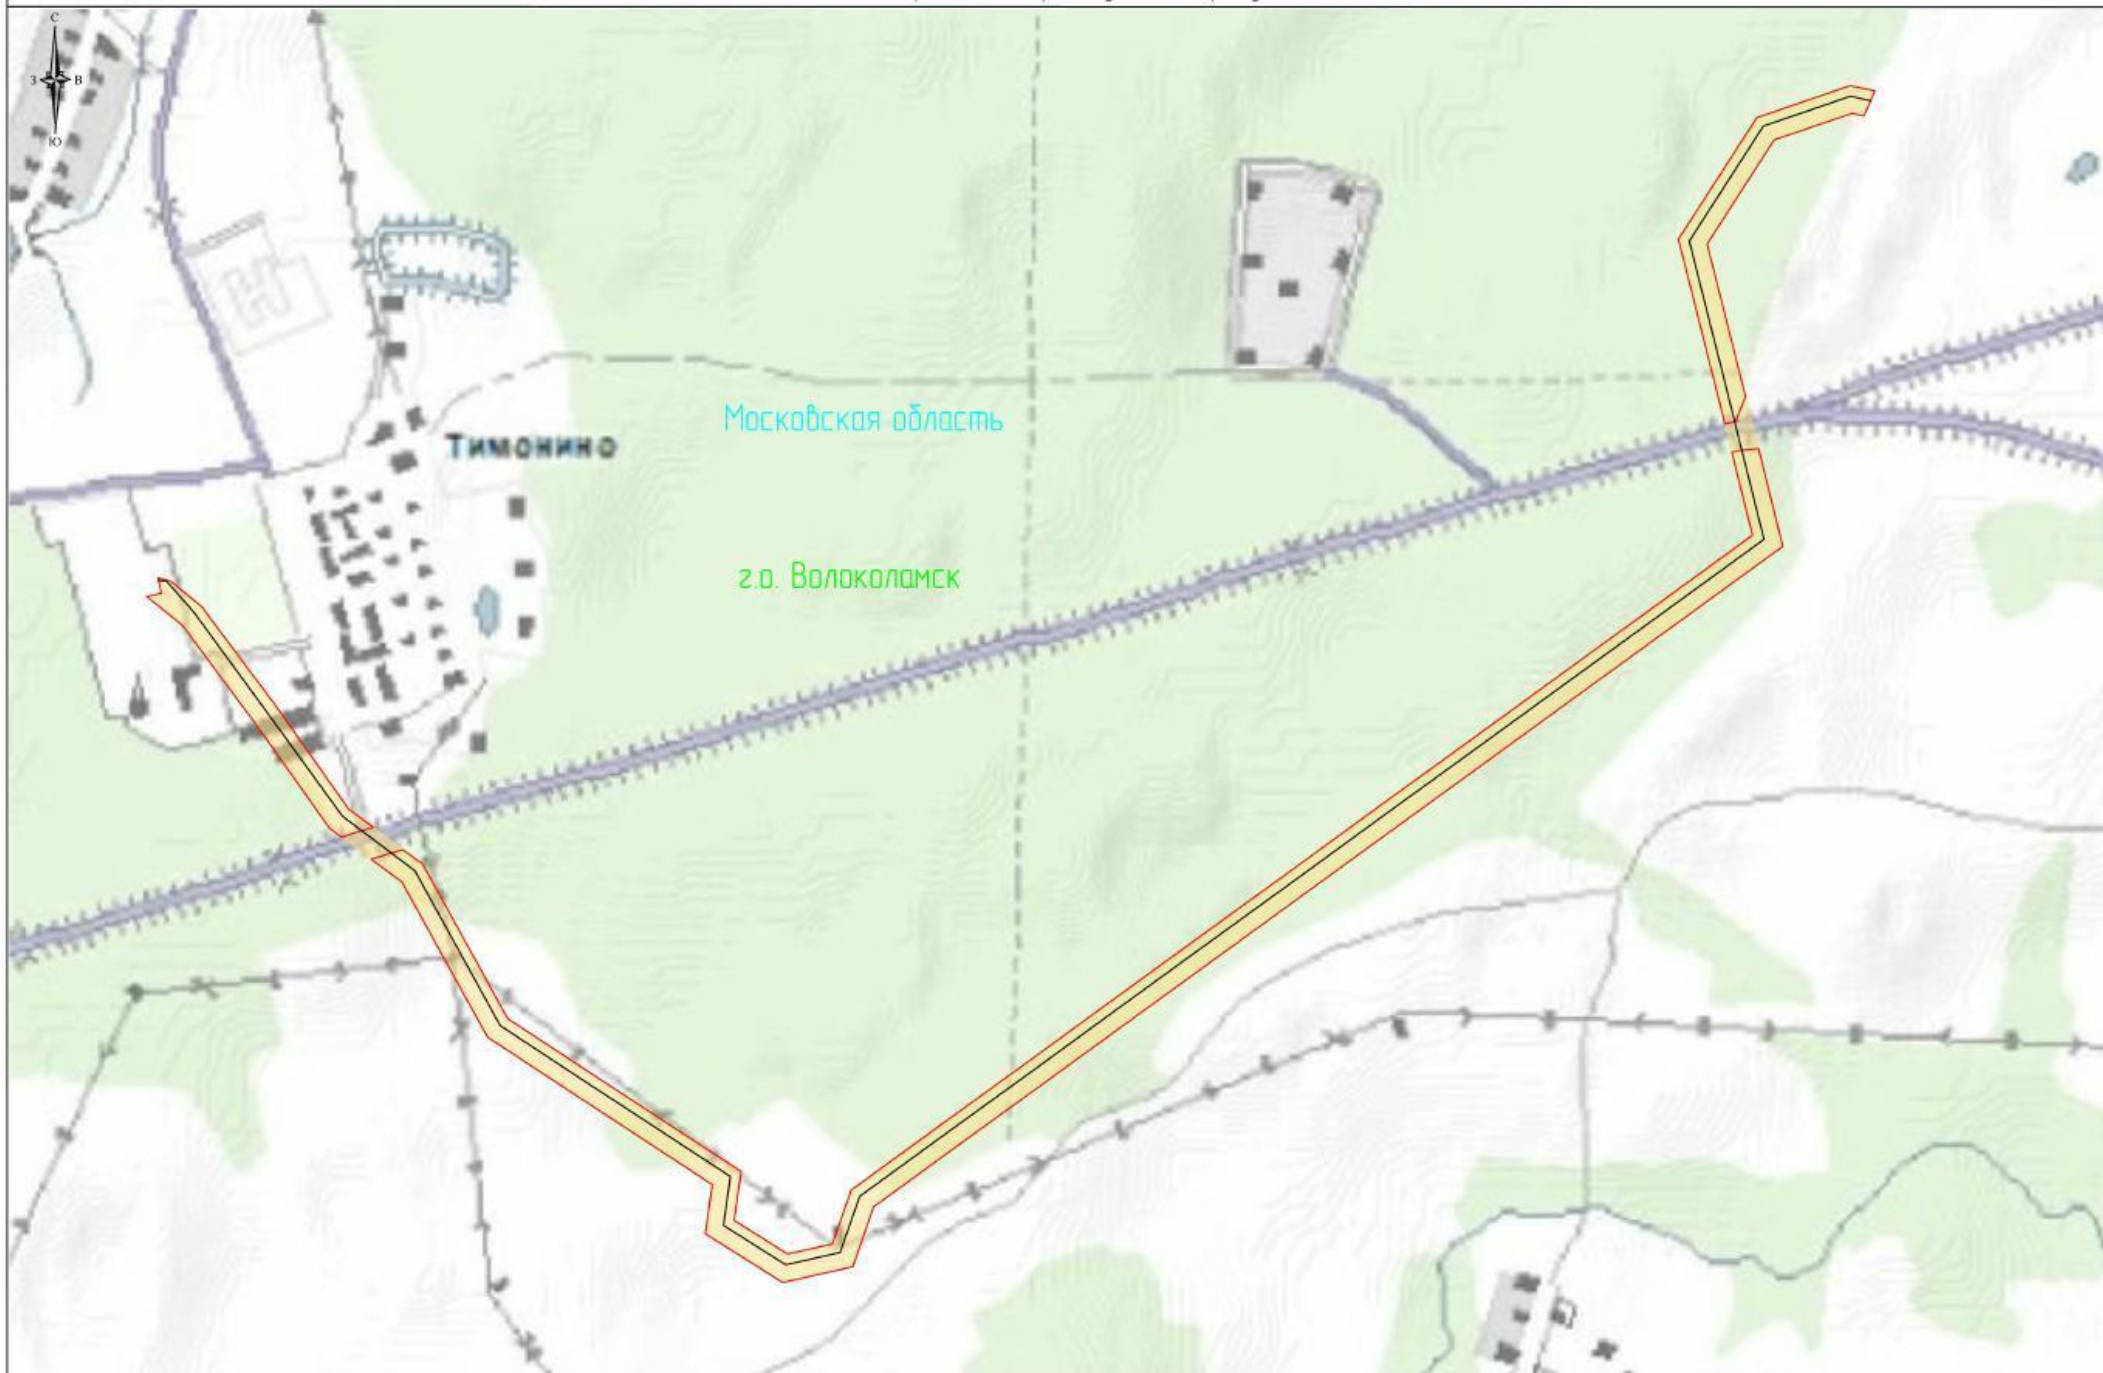 С
З В
Ю
Московская область
Тимонино
г.о. Волоколамск